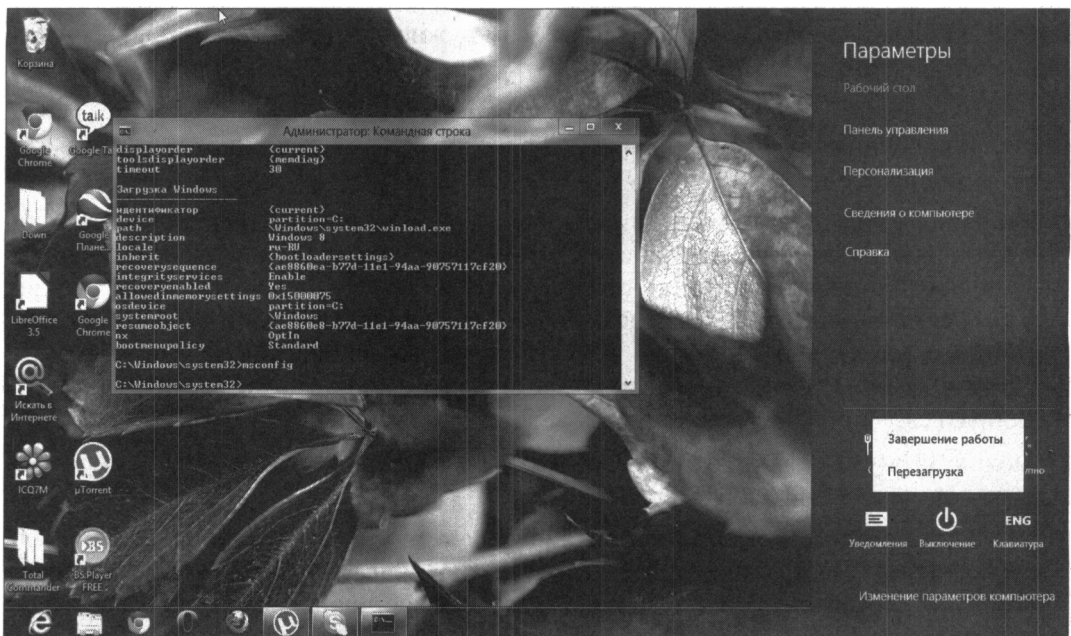 Корзина
Google Chrome
talk
Google Ta
Down
Google Плане...
LibreOffice 3.5
Google Chrome
Искать в Интернете
ICQ7M
µTorrent
Total Commander
BS.Player FREE
Администратор: Командная строка
displayorder {current}
toolsdisplayorder {memdiag}
timeout 30
Загрузка Windows
--------------------
идентификатор {current}
device partition=C:
path \Windows\system32\winload.exe
description Windows 8
locale ru-RU
inherit {bootloadersettings}
recoverysequence {ae8860ea-b77d-11e1-94aa-90757117cf20}
integrityservices Enable
recoveryenabled Yes
allowedinmemorysettings 0x15000075
osdevice partition=C:
systemroot \Windows
resumeobject {ae8860e8-b77d-11e1-94aa-90757117cf20}
nx OptIn
bootmenupolicy Standard
C:\Windows\system32>msconfig
C:\Windows\system32>
Параметры
Рабочий стол
Панель управления
Персонализация
Сведения о компьютере
Справка
Завершение работы
Перезагрузка
Уведомления
Выключение
ENG
Клавиатура
Изменение параметров компьютера